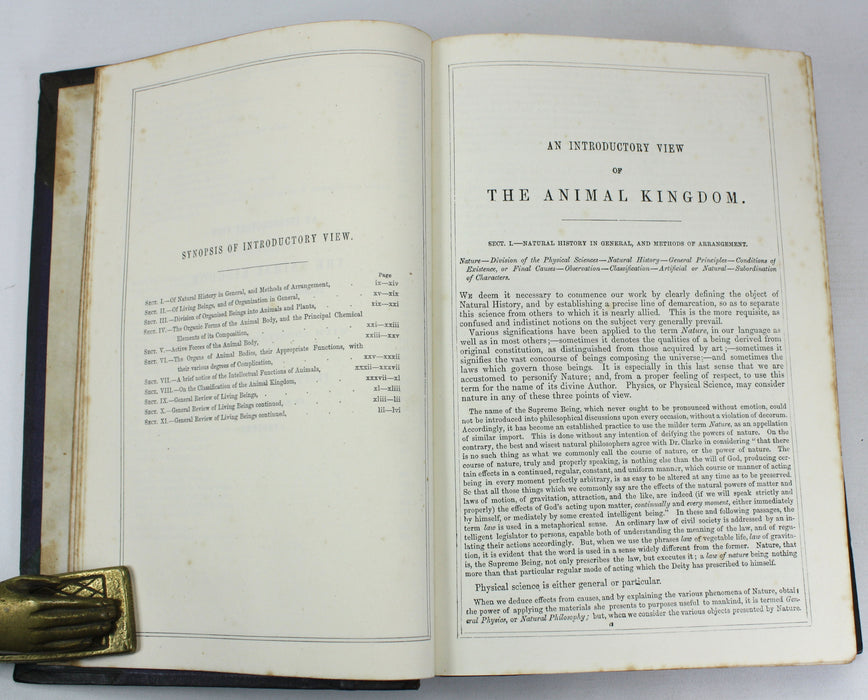 SYNOPSIS OF INTRODUCTORY VIEW.
Page
SECT. I.—Of Natural History in General, and Methods of Arrangement, ix—xiv
SECT. II.—Of Living Beings, and of Organization in General, xv—xix
SECT. III.—Division of Organised Beings into Animals and Plants, xix—xxi
SECT. IV.—The Organic Forms of the Animal Body, and the Principal Chemical
Elements of its Composition, xxi—xxiii
SECT. V.—Active Forces of the Animal Body, xxiii—xxv
SECT. VI.—The Organs of Animal Bodies, their Appropriate Functions, with
their various degrees of Complication, xxv—xxxii
SECT. VII.—A brief notice of the Intellectual Functions of Animals, xxxii—xxxvii
SECT. VIII.—On the Classification of the Animal Kingdom, xxxvii—xl
SECT. IX.—General Review of Living Beings, xl—xliii
SECT. X.—General Review of Living Beings continued, xliii—lii
SECT. XI.—General Review of Living Beings continued, lii—lvi
AN INTRODUCTORY VIEW
OF
THE ANIMAL KINGDOM.
SECT. I.—NATURAL HISTORY IN GENERAL, AND METHODS OF ARRANGEMENT.
Nature—Division of the Physical Sciences—Natural History—General Principles—Conditions of
Existence, or Final Causes—Observation—Classification—Artificial or Natural—Subordination
of Characters.
WE deem it necessary to commence our work by clearly defining the object of
Natural History, and by establishing a precise line of demarcation, so as to separate
this science from others to which it is nearly allied. This is the more requisite, as
confused and indistinct notions on the subject very generally prevail.
Various significations have been applied to the term Nature, in our language as
well as in most others;—sometimes it denotes the qualities of a being derived from
original constitution, as distinguished from those acquired by art;—sometimes it
signifies the vast concourse of beings composing the universe;—and sometimes the
laws which govern those beings. It is especially in this last sense that we are
accustomed to personify Nature; and, from a proper feeling of respect, to use this
term for the name of its divine Author. Physics, or Physical Science, may consider
nature in any of these three points of view.
The name of the Supreme Being, which never ought to be pronounced without emotion, could
not be introduced into philosophical discussions upon every occasion, without a violation of decorum.
Accordingly, it has become an established practice to use the milder term Nature, as an appellation
of similar import. This is done without any intention of deifying the powers of nature. On the
contrary, the best and wisest natural philosophers agree with Dr. Clarke in considering "that there
is no such thing as what we commonly call the course of nature, or the power of nature. The
course of nature, truly and properly speaking, is nothing else than the will of God, producing cer-
tain effects in a continued, regular, constant, and uniform manner, which course or manner of acting
being in every moment perfectly arbitrary, is as easy to be altered at any time as to be preserved.
So that all those things which we commonly say are the effects of the natural powers of matter and
laws of motion, of gravitation, attraction, and the like, are indeed (if we will speak strictly and
properly) the effects of God's acting upon matter, continually and every moment, either immediately
by himself, or mediately by some created intelligent being." In these and following passages, the
term law is used in a metaphorical sense. An ordinary law of civil society is addressed by an in-
telligent legislator to persons, capable both of understanding the meaning of the law, and of regu-
lating their actions accordingly. But, when we use the phrases law of vegetable life, law of gravita-
tion, it is evident that the word is used in a sense widely different from the former. Nature, that
is, the Supreme Being, not only prescribes the law, but executes it; a law of nature being nothing
more than that particular regular mode of acting which the Deity has prescribed to himself.
Physical science is either general or particular.
When we deduce effects from causes, and by explaining the various phenomena of Nature, obtain
the power of applying the materials she presents to purposes useful to mankind, it is termed Gen-
eral Physics, or Natural Philosophy; but, when we consider the various objects presented by Nature
a